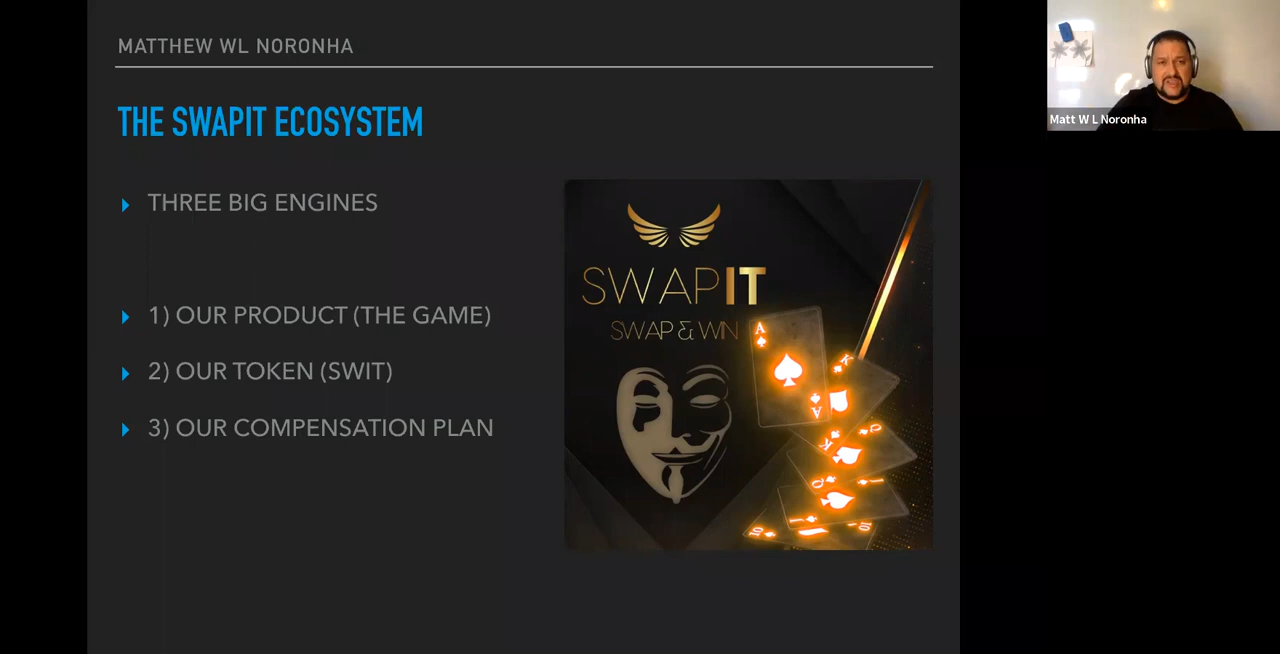 MATTHEW WL NORONHA
THE SWAPIT ECOSYSTEM
THREE BIG ENGINES
1) OUR PRODUCT (THE GAME)
2) OUR TOKEN (SWIT)
3) OUR COMPENSATION PLAN
SWAPIT
SWAP & WIN
A
A
K
K
Q
Q
10
Matt W L Noronha